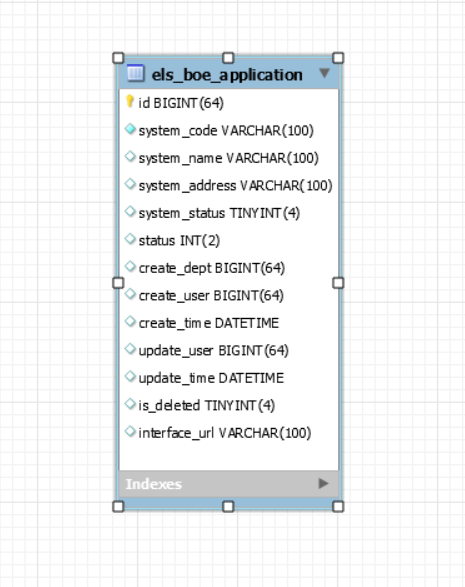 els_boe_application
id BIGINT(64)
system_code VARCHAR(100)
system_name VARCHAR(100)
system_address VARCHAR(100)
system_status TINYINT(4)
status INT(2)
create_dept BIGINT(64)
create_user BIGINT(64)
create_time DATETIME
update_user BIGINT(64)
update_time DATETIME
is_deleted TINYINT(4)
interface_url VARCHAR(100)
Indexes